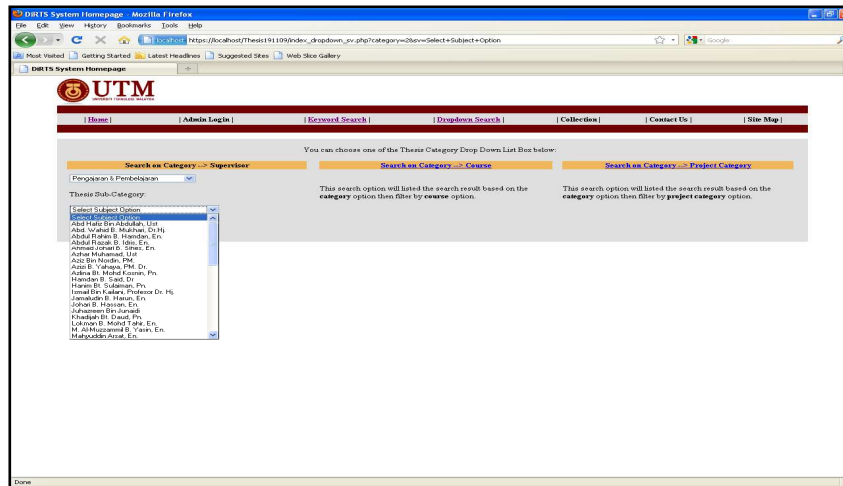 DiRTS System Homepage - Mozilla Firefox
File Edit View History Bookmarks Tools Help
localhost https://localhost/Thesis191109/index_dropdown_sv.php?category=2&sv=Select+Subject+Option
Google
Most Visited Getting Started Latest Headlines Suggested Sites Web Slice Gallery
DiRTS System Homepage
UTM
UNIVERSITI TEKNOLOGI MALAYSIA
| Home | | Admin Login | | Keyword Search | | Dropdown Search | | Collection | | Contact Us | | Site Map |
You can choose one of the Thesis Category Drop Down List Box below:
Search on Category --> Supervisor Search on Category --> Course Search on Category --> Project Category
Pengajaran & Pembelajaran
This search option will listed the search result based on the
category option then filter by course option.
This search option will listed the search result based on the
category option then filter by project category option.
Thesis Sub-Category:
Select Subject Option
Select Subject Option
Abd Hafiz Bin Abdullah, Ust
Abd. Wahid B. Mukhari, Dr.Hj.
Abdul Rahim B. Hamdan, En.
Abdul Razak B. Idris, En.
Ahmad Johari B. Sihes, En.
Azhar Muhamad, Ust
Aziz Bin Nordin, PM.
Azizi B. Yahaya, PM. Dr.
Azlina Bt. Mohd Kosnin, Pn.
Hamdan B. Said, Dr
Hanim Bt. Sulaiman, Pn.
Ismail Bin Kailani, Profesor Dr. Hj.
Jamaludin B. Harun, En.
Johari B. Hassan, En.
Juhazreen Bin Junaidi
Khadijah Bt. Daud, Pn.
Lokman B. Mohd Tahir, En.
M. Al-Muzzammil B. Yasin, En.
Mahyuddin Arsat, En.
Done